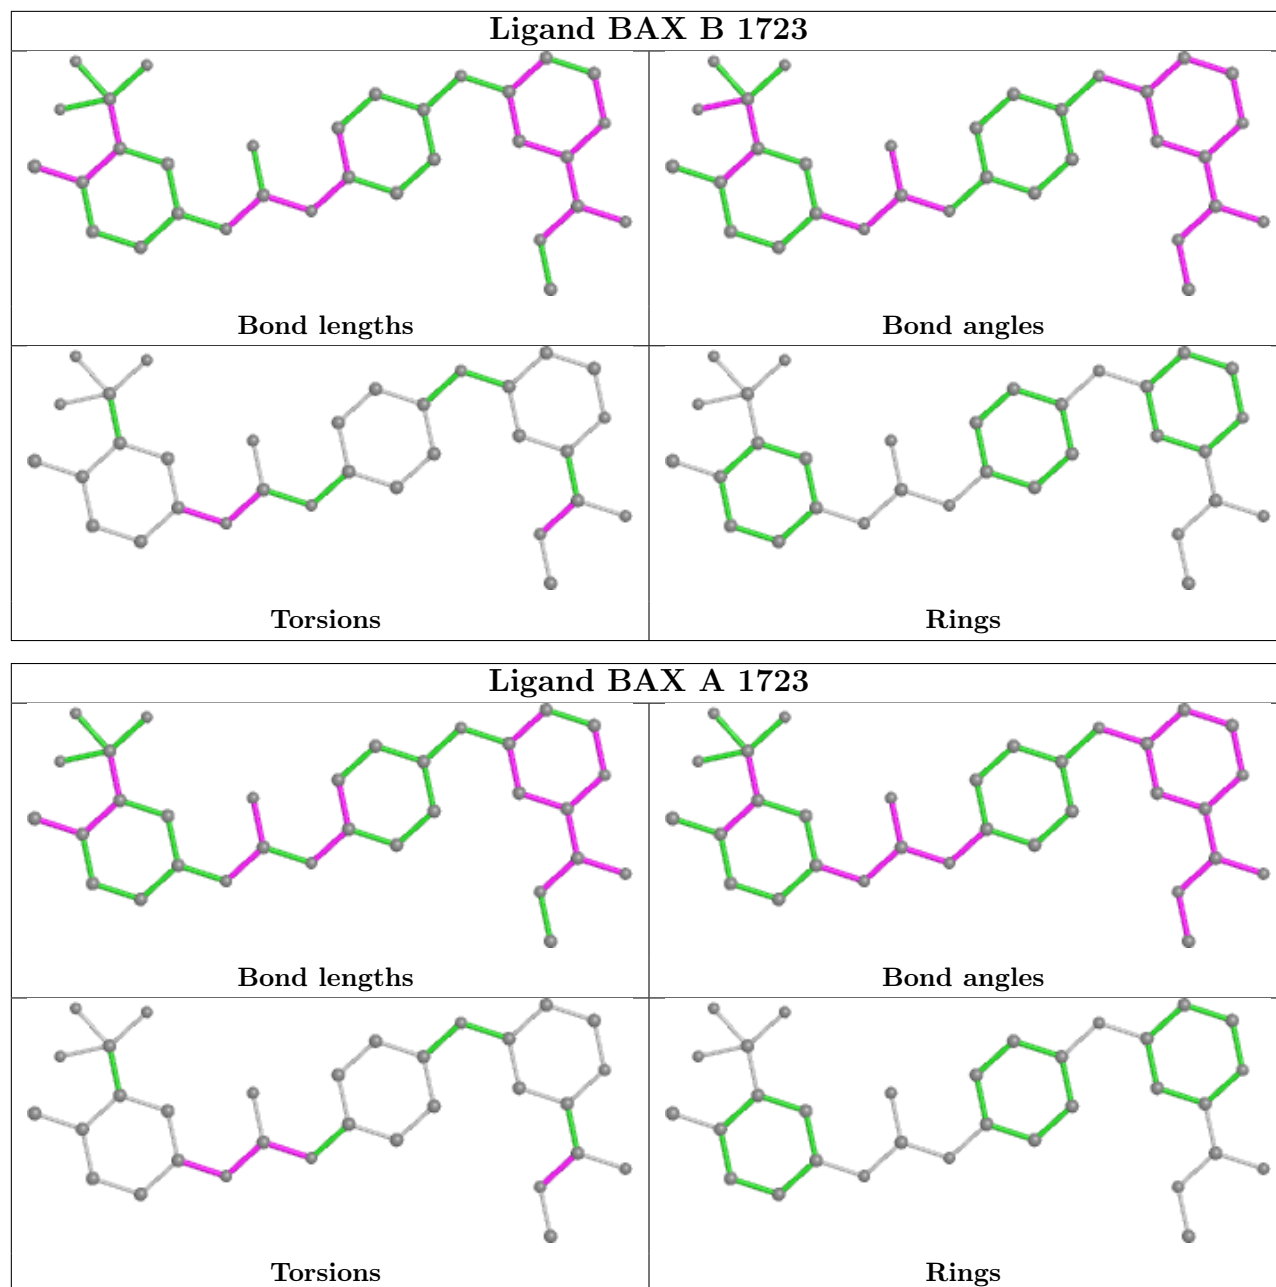 Ligand BAX B 1723
Bond lengths
Bond angles
Torsions
Rings
Ligand BAX A 1723
Bond lengths
Bond angles
Torsions
Rings